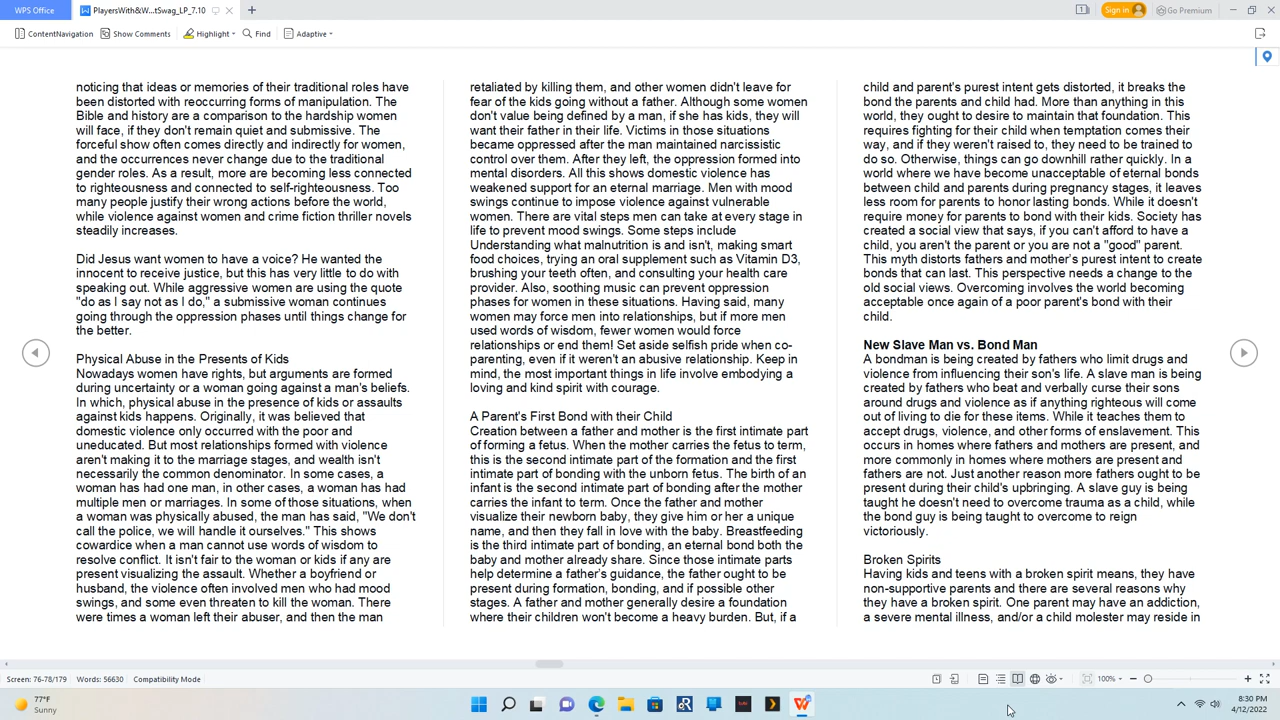 WPS Office
PlayersWith&W...tSwag_LP_7.10
1
Sign in
Go Premium
ContentNavigation
Show Comments
Highlight
Find
Adaptive
noticing that ideas or memories of their traditional roles have
been distorted with reoccurring forms of manipulation. The
Bible and history are a comparison to the hardship women
will face, if they don't remain quiet and submissive. The
forceful show often comes directly and indirectly for women,
and the occurrences never change due to the traditional
gender roles. As a result, more are becoming less connected
to righteousness and connected to self-righteousness. Too
many people justify their wrong actions before the world,
while violence against women and crime fiction thriller novels
steadily increases.
Did Jesus want women to have a voice? He wanted the
innocent to receive justice, but this has very little to do with
speaking out. While aggressive women are using the quote
"do as I say not as I do," a submissive woman continues
going through the oppression phases until things change for
the better.
Physical Abuse in the Presents of Kids
Nowadays women have rights, but arguments are formed
during uncertainty or a woman going against a man's beliefs.
In which, physical abuse in the presence of kids or assaults
against kids happens. Originally, it was believed that
domestic violence only occurred with the poor and
uneducated. But most relationships formed with violence
aren't making it to the marriage stages, and wealth isn't
necessarily the common denominator. In some cases, a
woman has had one man, in other cases, a woman has had
multiple men or marriages. In some of those situations, when
a woman was physically abused, the man has said, "We don't
call the police, we will handle it ourselves." This shows
cowardice when a man cannot use words of wisdom to
resolve conflict. It isn't fair to the woman or kids if any are
present visualizing the assault. Whether a boyfriend or
husband, the violence often involved men who had mood
swings, and some even threaten to kill the woman. There
were times a woman left their abuser, and then the man
retaliated by killing them, and other women didn't leave for
fear of the kids going without a father. Although some women
don't value being defined by a man, if she has kids, they will
want their father in their life. Victims in those situations
became oppressed after the man maintained narcissistic
control over them. After they left, the oppression formed into
mental disorders. All this shows domestic violence has
weakened support for an eternal marriage. Men with mood
swings continue to impose violence against vulnerable
women. There are vital steps men can take at every stage in
life to prevent mood swings. Some steps include
Understanding what malnutrition is and isn't, making smart
food choices, trying an oral supplement such as Vitamin D3,
brushing your teeth often, and consulting your health care
provider. Also, soothing music can prevent oppression
phases for women in these situations. Having said, many
women may force men into relationships, but if more men
used words of wisdom, fewer women would force
relationships or end them! Set aside selfish pride when co-
parenting, even if it weren't an abusive relationship. Keep in
mind, the most important things in life involve embodying a
loving and kind spirit with courage.
A Parent's First Bond with their Child
Creation between a father and mother is the first intimate part
of forming a fetus. When the mother carries the fetus to term,
this is the second intimate part of the formation and the first
intimate part of bonding with the unborn fetus. The birth of an
infant is the second intimate part of bonding after the mother
carries the infant to term. Once the father and mother
visualize their newborn baby, they give him or her a unique
name, and then they fall in love with the baby. Breastfeeding
is the third intimate part of bonding, an eternal bond both the
baby and mother already share. Since those intimate parts
help determine a father's guidance, the father ought to be
present during formation, bonding, and if possible other
stages. A father and mother generally desire a foundation
where their children won't become a heavy burden. But, if a
child and parent's purest intent gets distorted, it breaks the
bond the parents and child had. More than anything in this
world, they ought to desire to maintain that foundation. This
requires fighting for their child when temptation comes their
way, and if they weren't raised to, they need to be trained to
do so. Otherwise, things can go downhill rather quickly. In a
world where we have become unacceptable of eternal bonds
between child and parents during pregnancy stages, it leaves
less room for parents to honor lasting bonds. While it doesn't
require money for parents to bond with their kids. Society has
created a social view that says, if you can't afford to have a
child, you aren't the parent or you are not a "good" parent.
This myth distorts fathers and mother's purest intent to create
bonds that can last. This perspective needs a change to the
old social views. Overcoming involves the world becoming
acceptable once again of a poor parent's bond with their
child.
New Slave Man vs. Bond Man
A bondman is being created by fathers who limit drugs and
violence from influencing their son's life. A slave man is being
created by fathers who beat and verbally curse their sons
around drugs and violence as if anything righteous will come
out of living to die for these items. While it teaches them to
accept drugs, violence, and other forms of enslavement. This
occurs in homes where fathers and mothers are present, and
more commonly in homes where mothers are present and
fathers are not. Just another reason more fathers ought to be
present during their child's upbringing. A slave guy is being
taught he doesn't need to overcome trauma as a child, while
the bond guy is being taught to overcome to reign
victoriously.
Broken Spirits
Having kids and teens with a broken spirit means, they have
non-supportive parents and there are several reasons why
they have a broken spirit. One parent may have an addiction,
a severe mental illness, and/or a child molester may reside in
Screen: 76-78/179
Words: 56630
Compatibility Mode
100%
77°F
Sunny
8:30 PM
4/12/2022